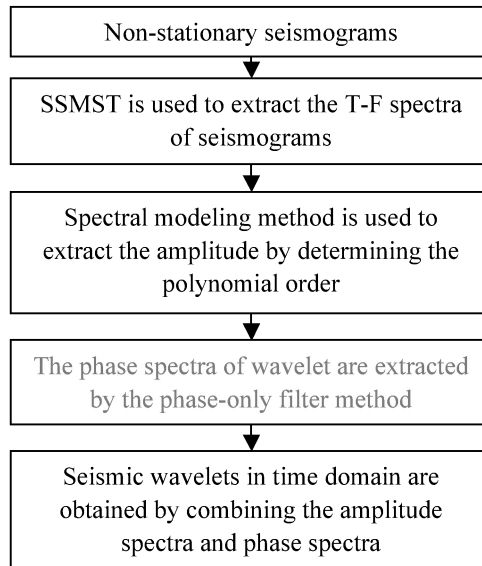 Non-stationary seismograms
SSMST is used to extract the T-F spectra
of seismograms
Spectral modeling method is used to
extract the amplitude by determining the
polynomial order
The phase spectra of wavelet are extracted
by the phase-only filter method
Seismic wavelets in time domain are
obtained by combining the amplitude
spectra and phase spectra